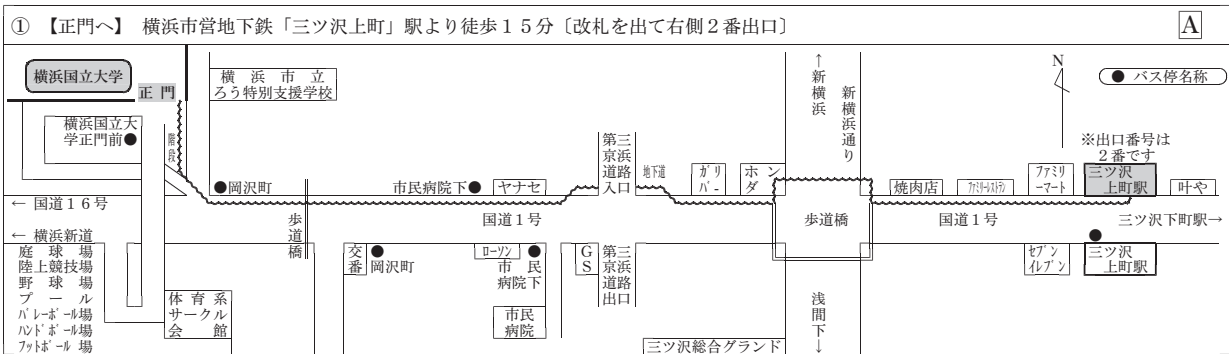 ① 【正門へ】 横浜市営地下鉄「三ツ沢上町」駅より徒歩15分〔改札を出て右側2番出口〕
A
横浜国立大学
正門
横浜市立
ろう特別支援学校
横浜国立大
学正門前●
階段
●岡沢町
市民病院下●
ヤナセ
第三
京浜
道路
入口
地下道
ガリ
バー
ホン
ダ
↑新横浜
新横浜通り
N
● バス停名称
※出口番号は
2番です
焼肉店
ファミリーレストラン
ファミリ
ーマート
三ツ沢
上町駅
叶や
← 国道16号
国道1号
歩道橋
国道1号
三ツ沢下町駅→
← 横浜新道
庭球場
陸上競技場
野球場
プール
バレーボール場
ハンドボール場
フットボール場
体育系
サークル
会館
歩道橋
交番
●
岡沢町
ローソン
●
市民
病院下
市民
病院
GS
第三
京浜
道路
出口
浅間下↓
三ツ沢総合グランド
セブン
イレブン
●
三ツ沢
上町駅